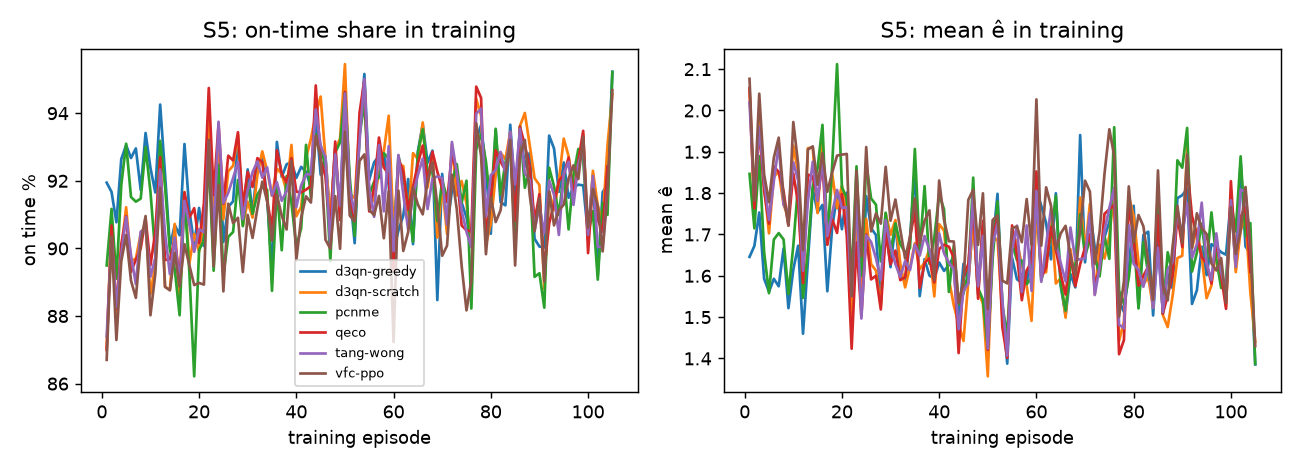 S5: on-time share in training
on time %
94
92
90
88
86
0 20 40 60 80 100
training episode
d3qn-greedy
d3qn-scratch
pcnme
qeco
tang-wong
vfc-ppo
S5: mean ê in training
mean ê
2.1
2.0
1.9
1.8
1.7
1.6
1.5
1.4
0 20 40 60 80 100
training episode